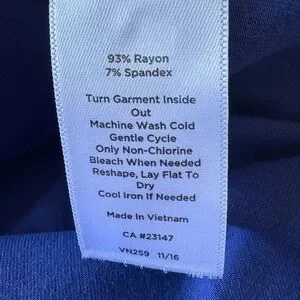 93% Rayon
7% Spandex
Turn Garment Inside
Out
Machine Wash Cold
Gentle Cycle
Only Non-Chlorine
Bleach When Needed
Reshape, Lay Flat To
Dry
Cool Iron If Needed
Made In Vietnam
CA #23147
VN259 11/16